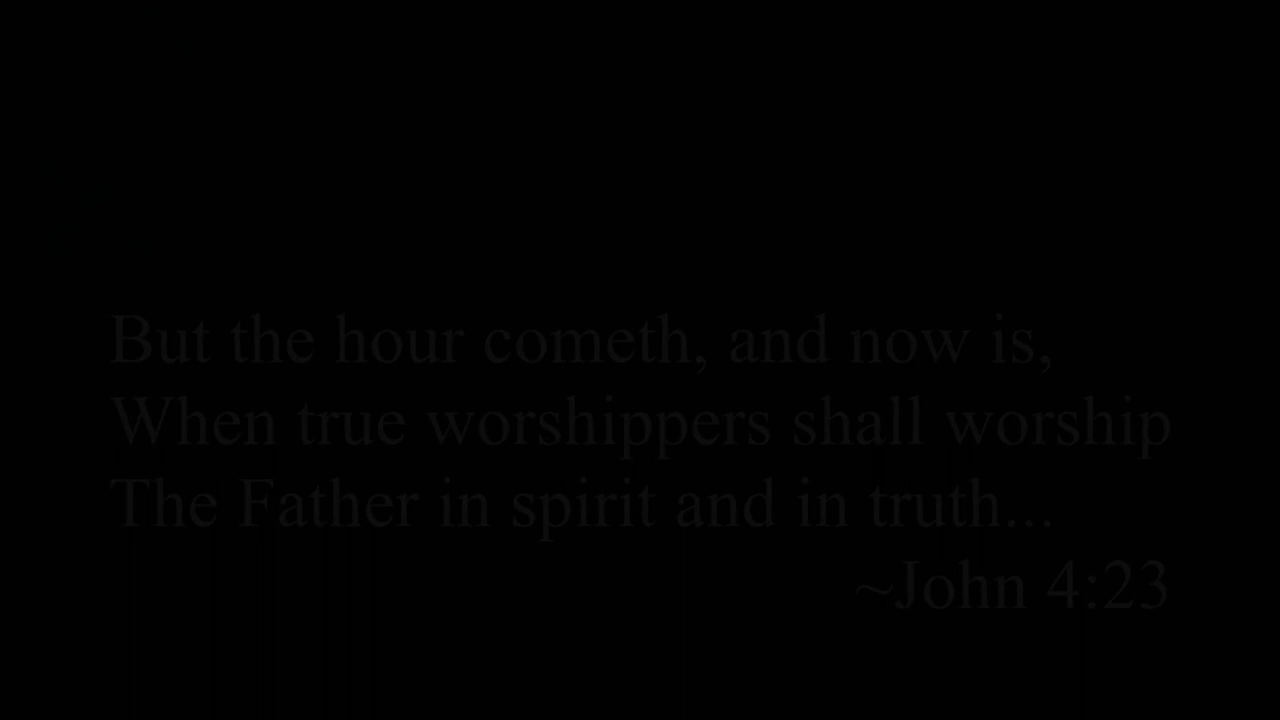 But the hour cometh, and now is,
When true worshippers shall worship
The Father in spirit and in truth...
~John 4:23